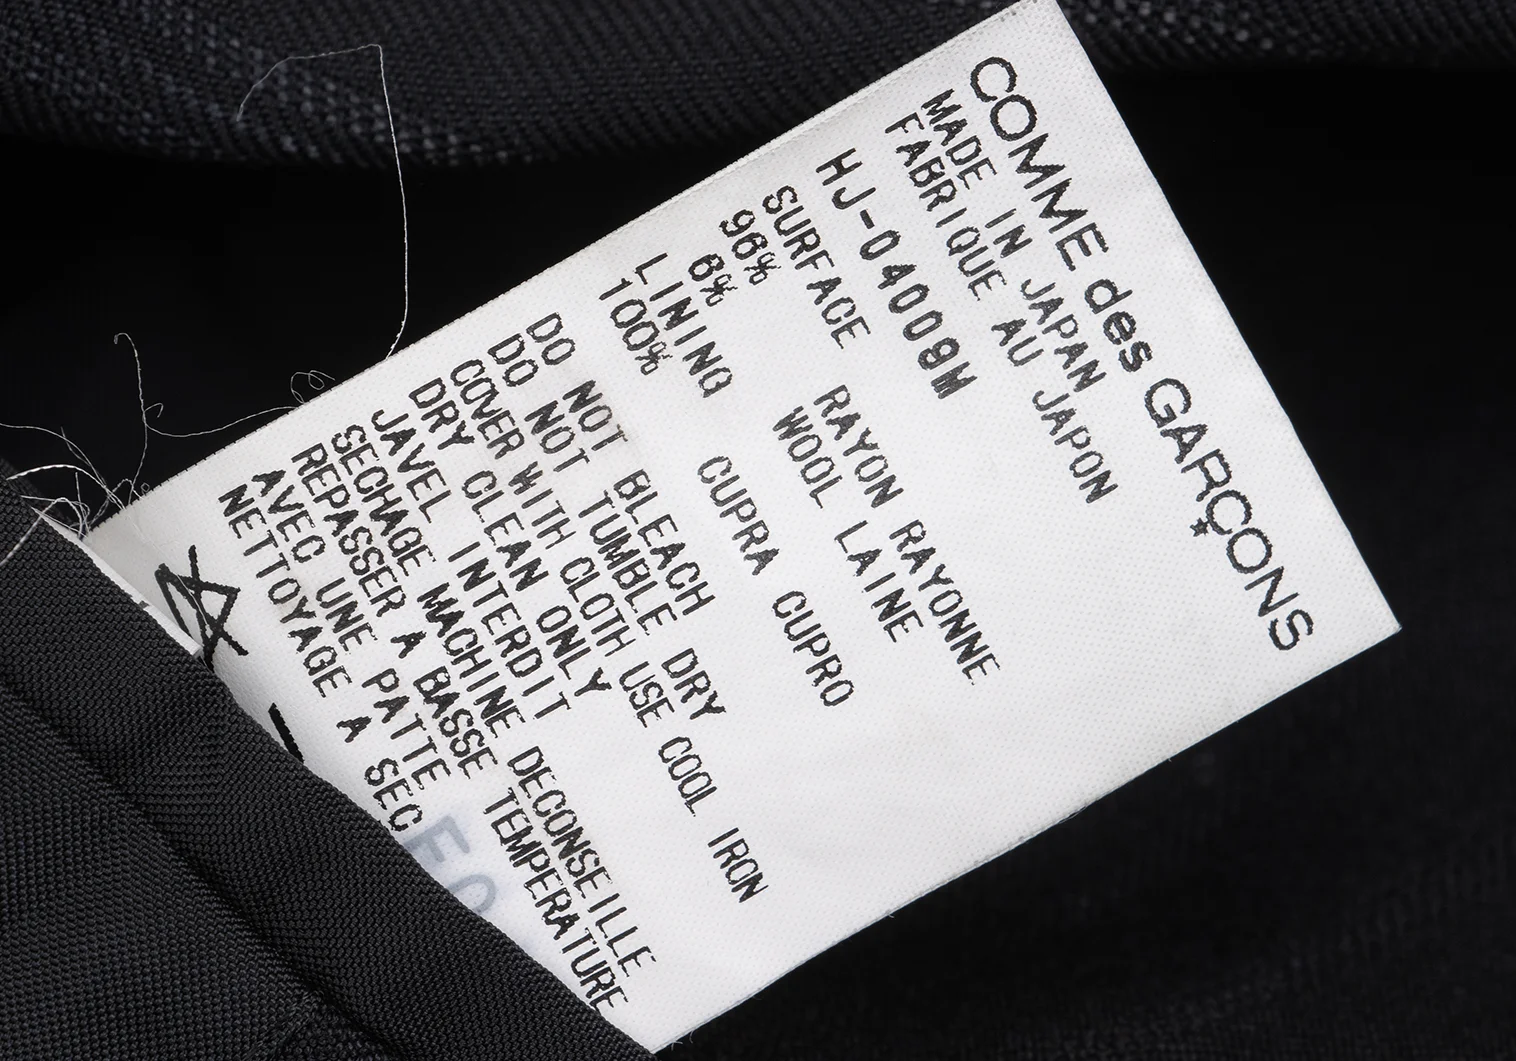 COMME des GARÇONS
MADE IN JAPAN
FABRIQUE AU JAPON
HJ-04009M
SURFACE
96% RAYON RAYONNE
6% WOOL LAINE
LINING
100% CUPRA CUPRO
DO NOT BLEACH
DO NOT TUMBLE DRY
COVER WITH CLOTH USE COOL IRON
DRY CLEAN ONLY
JAVEL INTERDIT
SECHAGE MACHINE DECONSEILLE
REPASSER A BASSE TEMPERATURE
AVEC UNE PATTE
NETTOYAGE A SEC